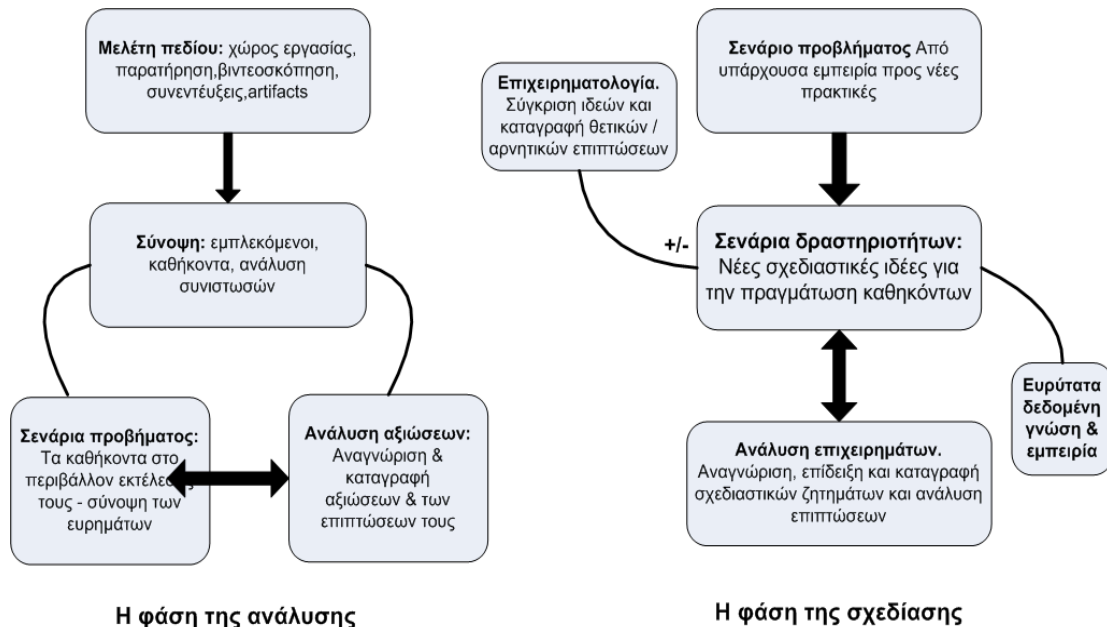 Μελέτη πεδίου: χώρος εργασίας,
παρατήρηση,βιντεοσκόπηση,
συνεντέυξεις,artifacts
Σύνοψη: εμπλεκόμενοι,
καθήκοντα, ανάλυση
συνιστωσών
Σενάρια προβήματος:
Τα καθήκοντα στο
περιβάλλον
τους - σύνοψη των
ευρημάτων
Ανάλυση αξιώσεων:
Αναγνώριση &
καταγραφή
αξιώσεων & των
επιπτώσεων τους
Η φάση της ανάλυσης
Σενάριο προβλήματος Από
υπάρχουσα εμπειρία προς νέες
πρακτικές
Επιχειρηματολογία.
Σύγκριση ιδεών και
καταγραφή θετικών /
αρνητικών επιπτώσεων
+/-
Σενάρια δραστηριοτήτων:
Νέες σχεδιαστικές ιδέες για
την πραγμάτωση καθηκόντων
Ευρύτατα
δεδομένη
γνώση &
εμπειρία
Ανάλυση επιχειρημάτων.
Αναγνώριση, επίδειξη και καταγραφή
σχεδιαστικών ζητημάτων και ανάλυση
επιπτώσεων
Η φάση της σχεδίασης